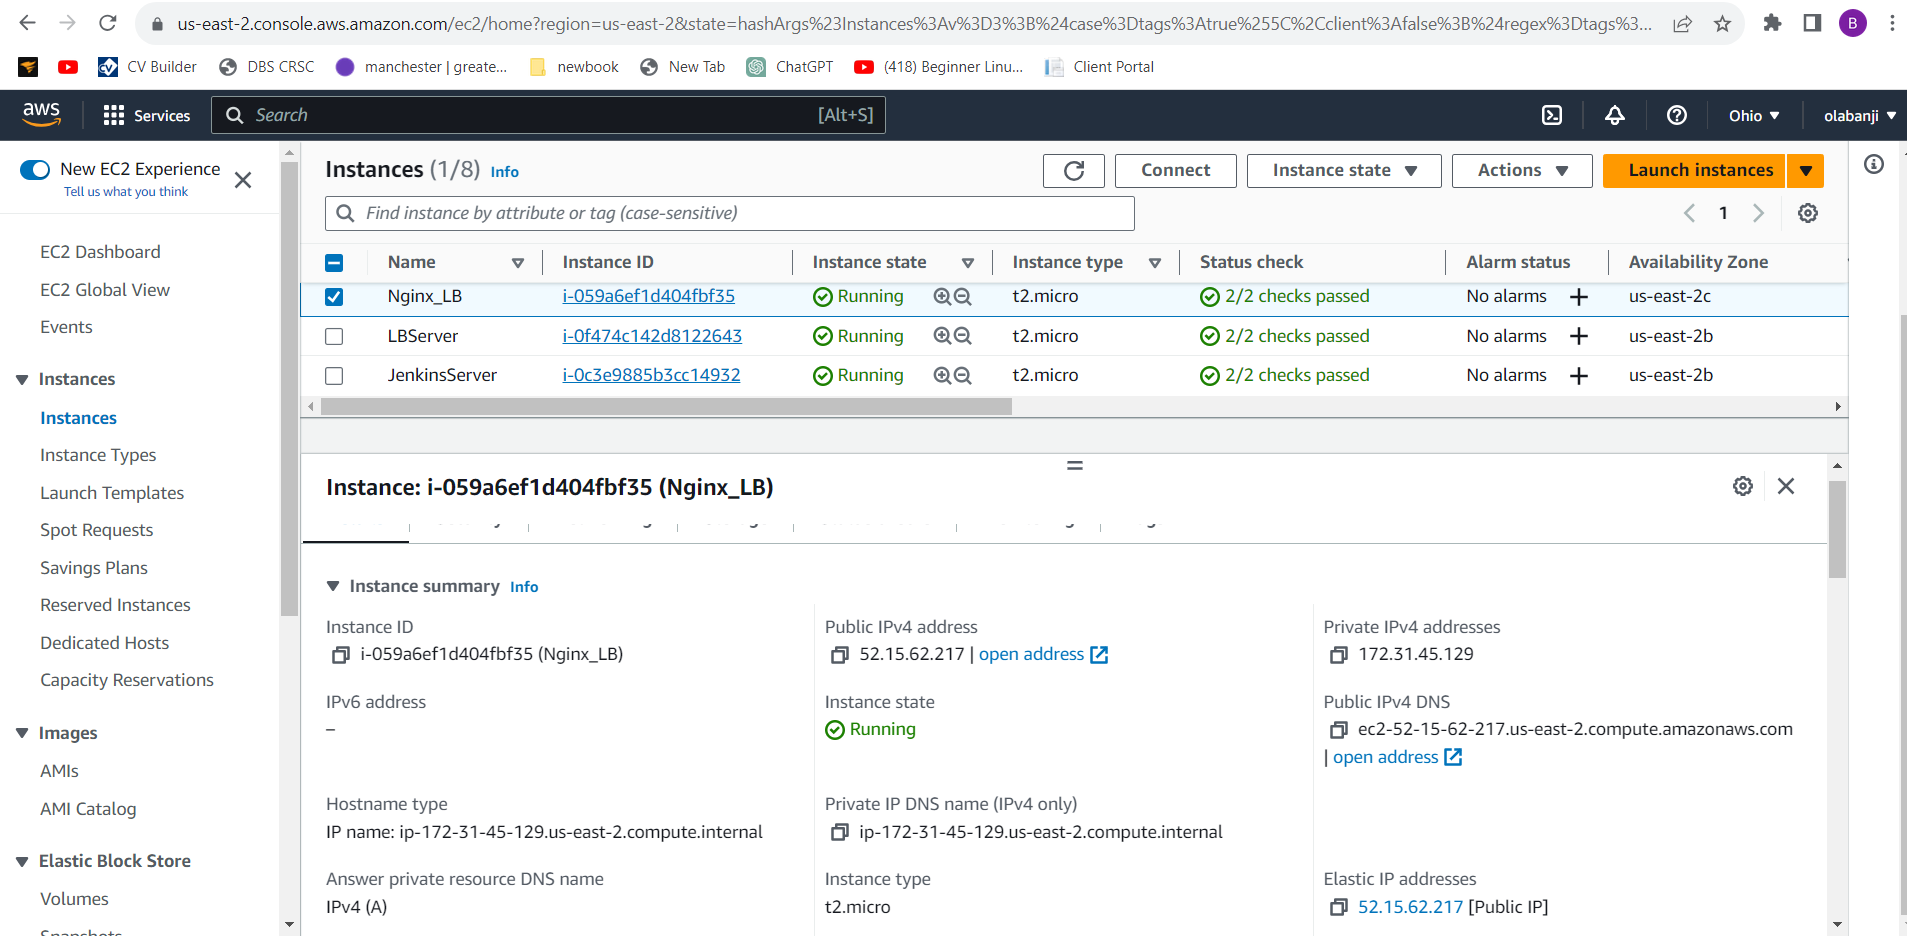 us-east-2.console.aws.amazon.com/ec2/home?region=us-east-2&state=hashArgs%23Instances%3Av%3D3%3B%24case%3Dtags%3Atrue%255C%2Cclient%3Afalse%3B%24regex%3Dtags%3...
B
CV Builder DBS CRSC manchester | greate... newbook New Tab ChatGPT (418) Beginner Linu... Client Portal
aws Services Search [Alt+S] Ohio olabanji
New EC2 Experience
Tell us what you think
EC2 Dashboard
EC2 Global View
Events
Instances
Instances
Instance Types
Launch Templates
Spot Requests
Savings Plans
Reserved Instances
Dedicated Hosts
Capacity Reservations
Images
AMIs
AMI Catalog
Elastic Block Store
Volumes
Snapshots
Instances (1/8) Info Connect Instance state Actions Launch instances
Find instance by attribute or tag (case-sensitive) 1
Name Instance ID Instance state Instance type Status check Alarm status Availability Zone
Nginx_LB i-059a6ef1d404fbf35 Running t2.micro 2/2 checks passed No alarms us-east-2c
LBServer i-0f474c142d8122643 Running t2.micro 2/2 checks passed No alarms us-east-2b
JenkinsServer i-0c3e9885b3cc14932 Running t2.micro 2/2 checks passed No alarms us-east-2b
Instance: i-059a6ef1d404fbf35 (Nginx_LB)
Instance summary Info
Instance ID
i-059a6ef1d404fbf35 (Nginx_LB)
Public IPv4 address
52.15.62.217 | open address
Private IPv4 addresses
172.31.45.129
IPv6 address
–
Instance state
Running
Public IPv4 DNS
ec2-52-15-62-217.us-east-2.compute.amazonaws.com
| open address
Hostname type
IP name: ip-172-31-45-129.us-east-2.compute.internal
Private IP DNS name (IPv4 only)
ip-172-31-45-129.us-east-2.compute.internal
Answer private resource DNS name
IPv4 (A)
Instance type
t2.micro
Elastic IP addresses
52.15.62.217 [Public IP]